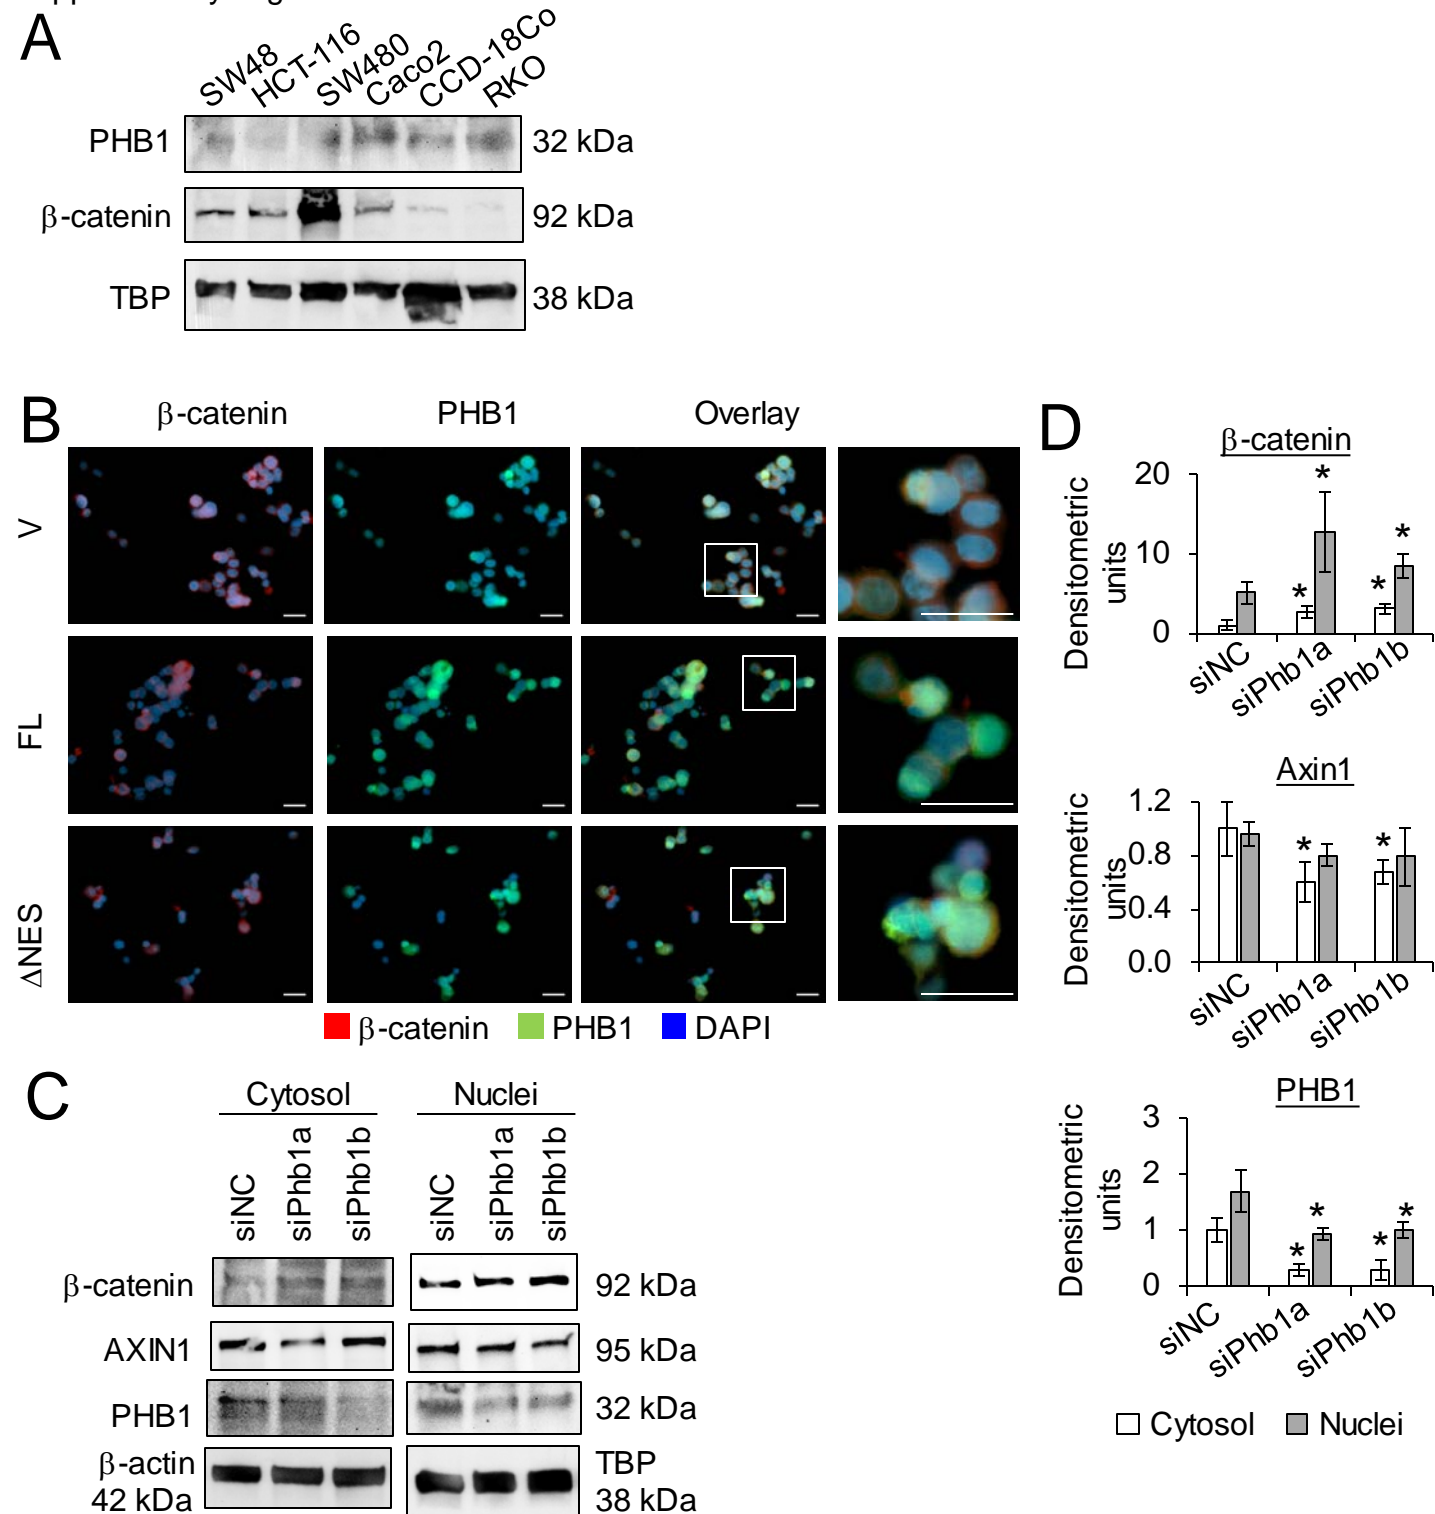 A
SW48
HCT-116
SW480
Caco2
CCD-18Co
RKO
PHB1
32 kDa
β-catenin
92 kDa
TBP
38 kDa
B
β-catenin
PHB1
Overlay
V
FL
ΔNES
β-catenin
PHB1
DAPI
C
Cytosol
Nuclei
siNC
siPhb1a
siPhb1b
siNC
siPhb1a
siPhb1b
β-catenin
92 kDa
AXIN1
95 kDa
PHB1
32 kDa
β-actin
42 kDa
TBP
38 kDa
D
β-catenin
Densitometric
units
20
10
0
*
*
*
*
siNC
siPhb1a
siPhb1b
Axin1
Densitometric
units
1.2
0.8
0.4
0.0
*
*
siNC
siPhb1a
siPhb1b
PHB1
Densitometric
units
3
2
1
0
*
*
*
*
siNC
siPhb1a
siPhb1b
Cytosol
Nuclei